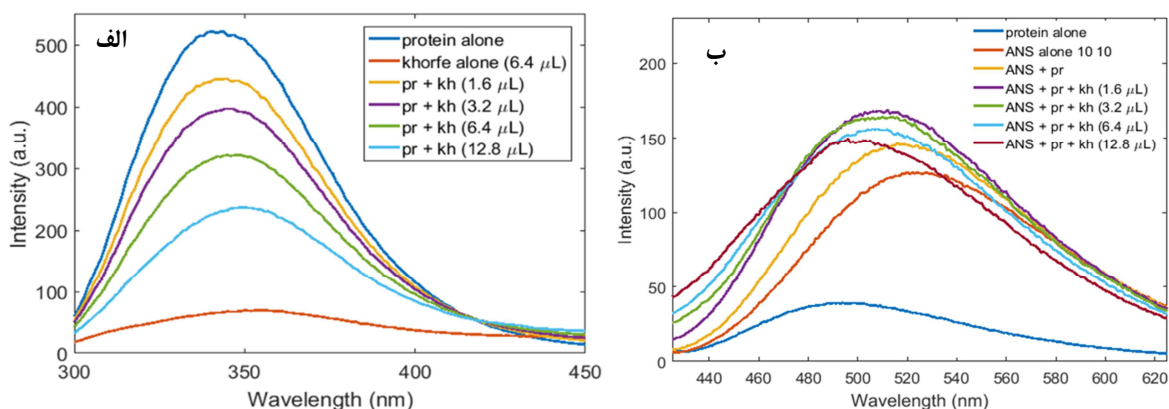 الف
protein alone
khorfe alone (6.4 μL)
pr + kh (1.6 μL)
pr + kh (3.2 μL)
pr + kh (6.4 μL)
pr + kh (12.8 μL)
500
400
300
200
100
0
Intensity (a.u.)
300
350
400
450
Wavelength (nm)
ب
protein alone
ANS alone 10 10
ANS + pr
ANS + pr + kh (1.6 μL)
ANS + pr + kh (3.2 μL)
ANS + pr + kh (6.4 μL)
ANS + pr + kh (12.8 μL)
200
150
100
50
0
Intensity (a.u.)
440
460
480
500
520
540
560
580
600
620
Wavelength (nm)